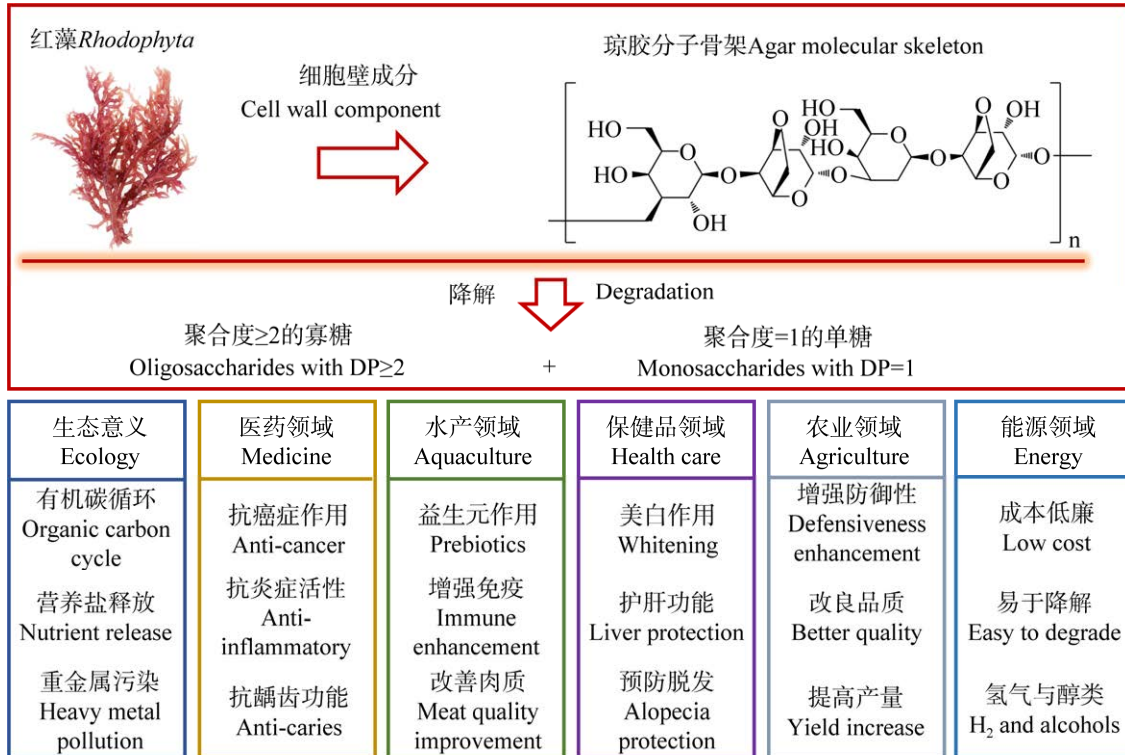 红藻Rhodophyta
细胞壁成分
Cell wall component
琼胶分子骨架Agar molecular skeleton
HO
HO
HO
O
O
OH
O
O
OH
O
O
HO
HO
O
O
O
OH
O
O
n
降解 Degradation
聚合度≥2的寡糖
Oligosaccharides with DP≥2
+
聚合度=1的单糖
Monosaccharides with DP=1
生态意义
Ecology
有机碳循环
Organic carbon
cycle
营养盐释放
Nutrient release
重金属污染
Heavy metal
pollution
医药领域
Medicine
抗癌症作用
Anti-cancer
抗炎症活性
Anti-
inflammatory
抗龋齿功能
Anti-caries
水产领域
Aquaculture
益生元作用
Prebiotics
增强免疫
Immune
enhancement
改善肉质
Meat quality
improvement
保健品领域
Health care
美白作用
Whitening
护肝功能
Liver protection
预防脱发
Alopecia
protection
农业领域
Agriculture
增强防御性
Defensiveness
enhancement
改良品质
Better quality
提高产量
Yield increase
能源领域
Energy
成本低廉
Low cost
易于降解
Easy to degrade
氢气与醇类
H₂ and alcohols